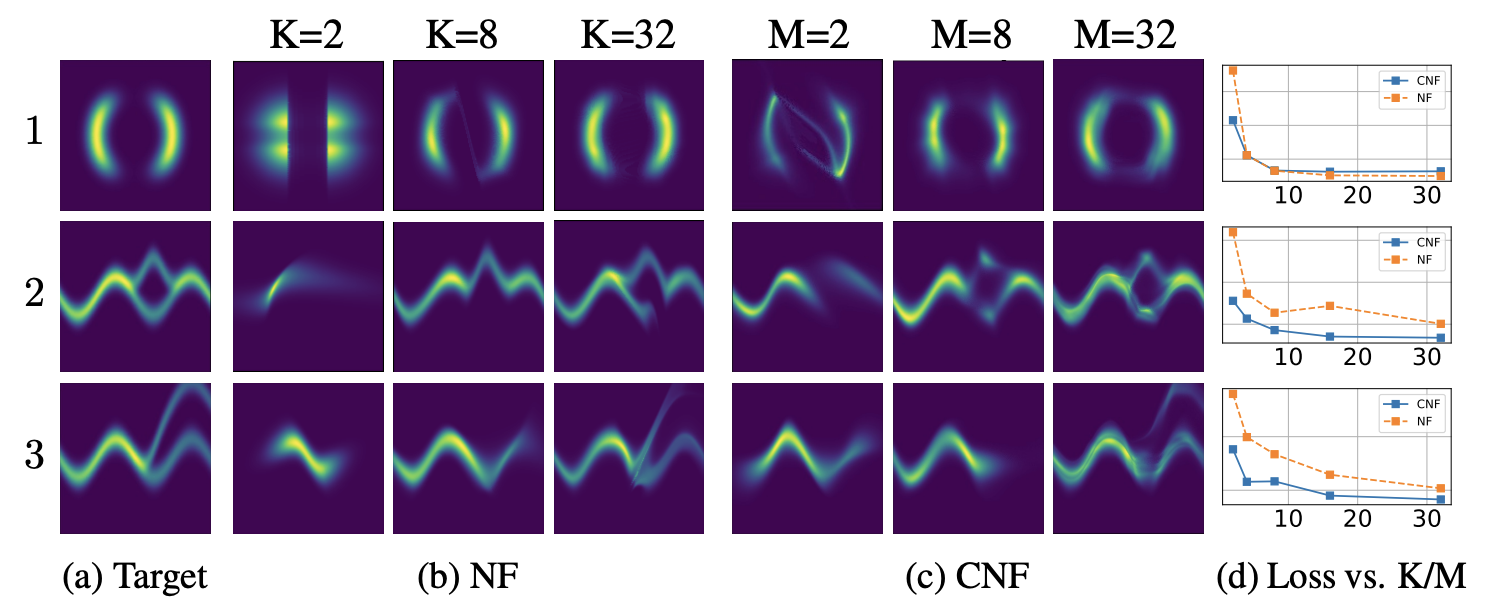 K=2 K=8 K=32 M=2 M=8 M=32
1
CNF
NF
10 20 30
2
CNF
NF
10 20 30
3
CNF
NF
10 20 30
(a) Target (b) NF (c) CNF (d) Loss vs. K/M